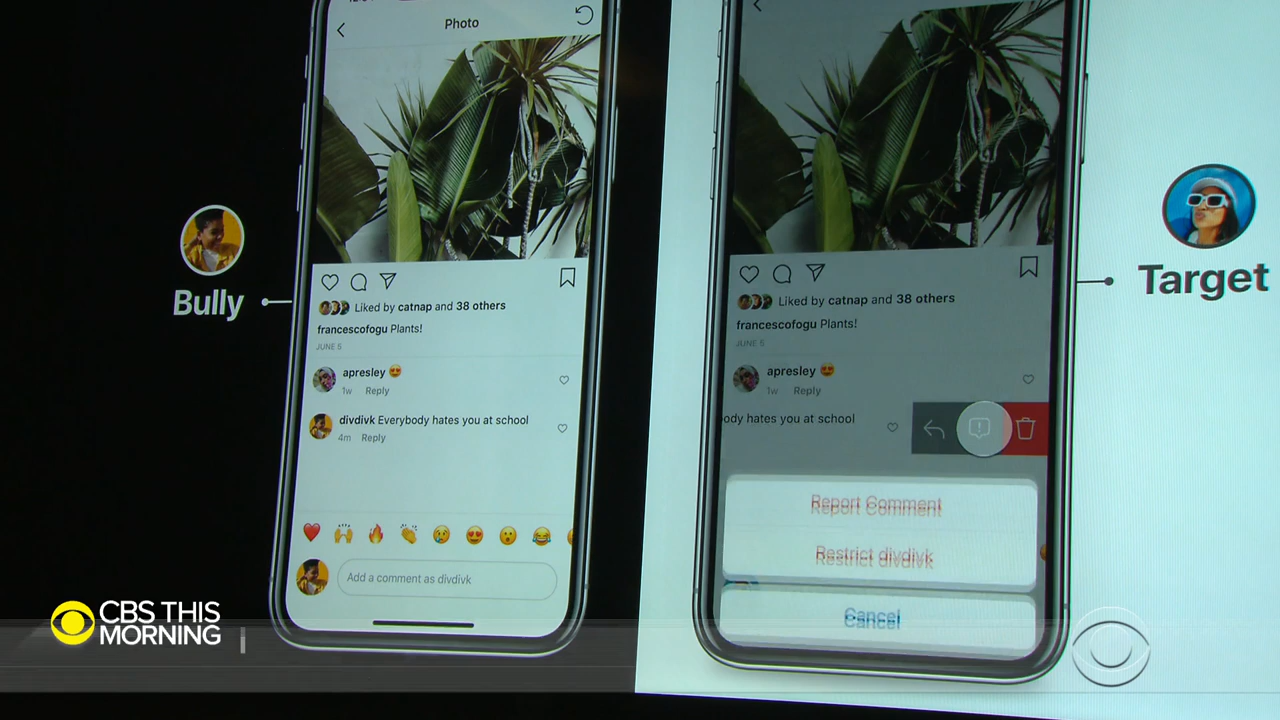 Photo
Bully
Liked by catnap and 38 others
francescofogu Plants!
JUNE 5
apresley 😍
1w Reply
divdivk Everybody hates you at school
4m Reply
❤️ 🙌 🔥 👏 😢 😍 😮 😂
Add a comment as divdivk
Target
Liked by catnap and 38 others
francescofogu Plants!
JUNE 5
apresley 😍
1w Reply
ody hates you at school
Report Comment
Restrict divdivk
Cancel
CBS THIS
MORNING